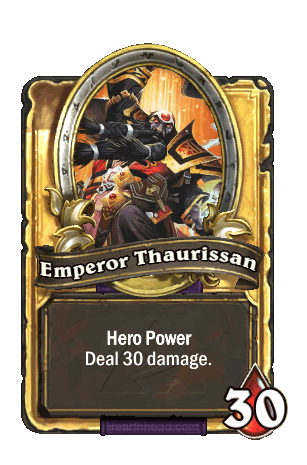 Emperor Thaurissan
Hero Power
Deal 30 damage.
30
Hearthhead.com